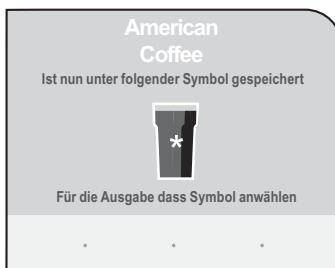 American
Coffee
Ist nun unter folgender Symbol gespeichert
*
Für die Ausgabe dass Symbol anwählen